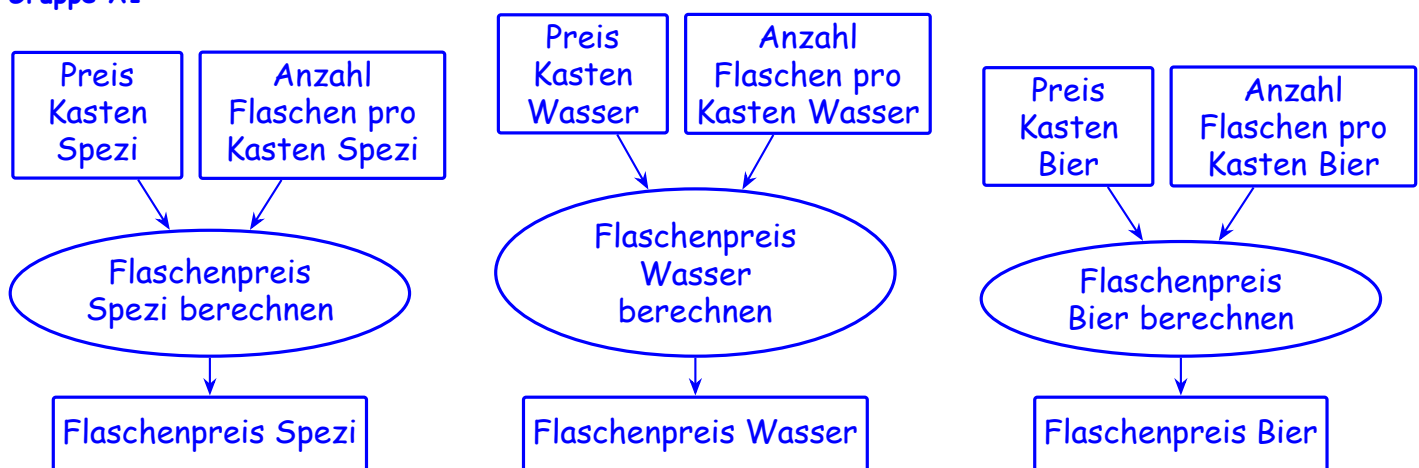 Preis
Kasten
Spezi
Anzahl
Flaschen pro
Kasten Spezi
Flaschenpreis
Spezi berechnen
Flaschenpreis Spezi
Preis
Kasten
Wasser
Anzahl
Flaschen pro
Kasten Wasser
Flaschenpreis
Wasser
berechnen
Flaschenpreis Wasser
Preis
Kasten
Bier
Anzahl
Flaschen pro
Kasten Bier
Flaschenpreis
Bier berechnen
Flaschenpreis Bier